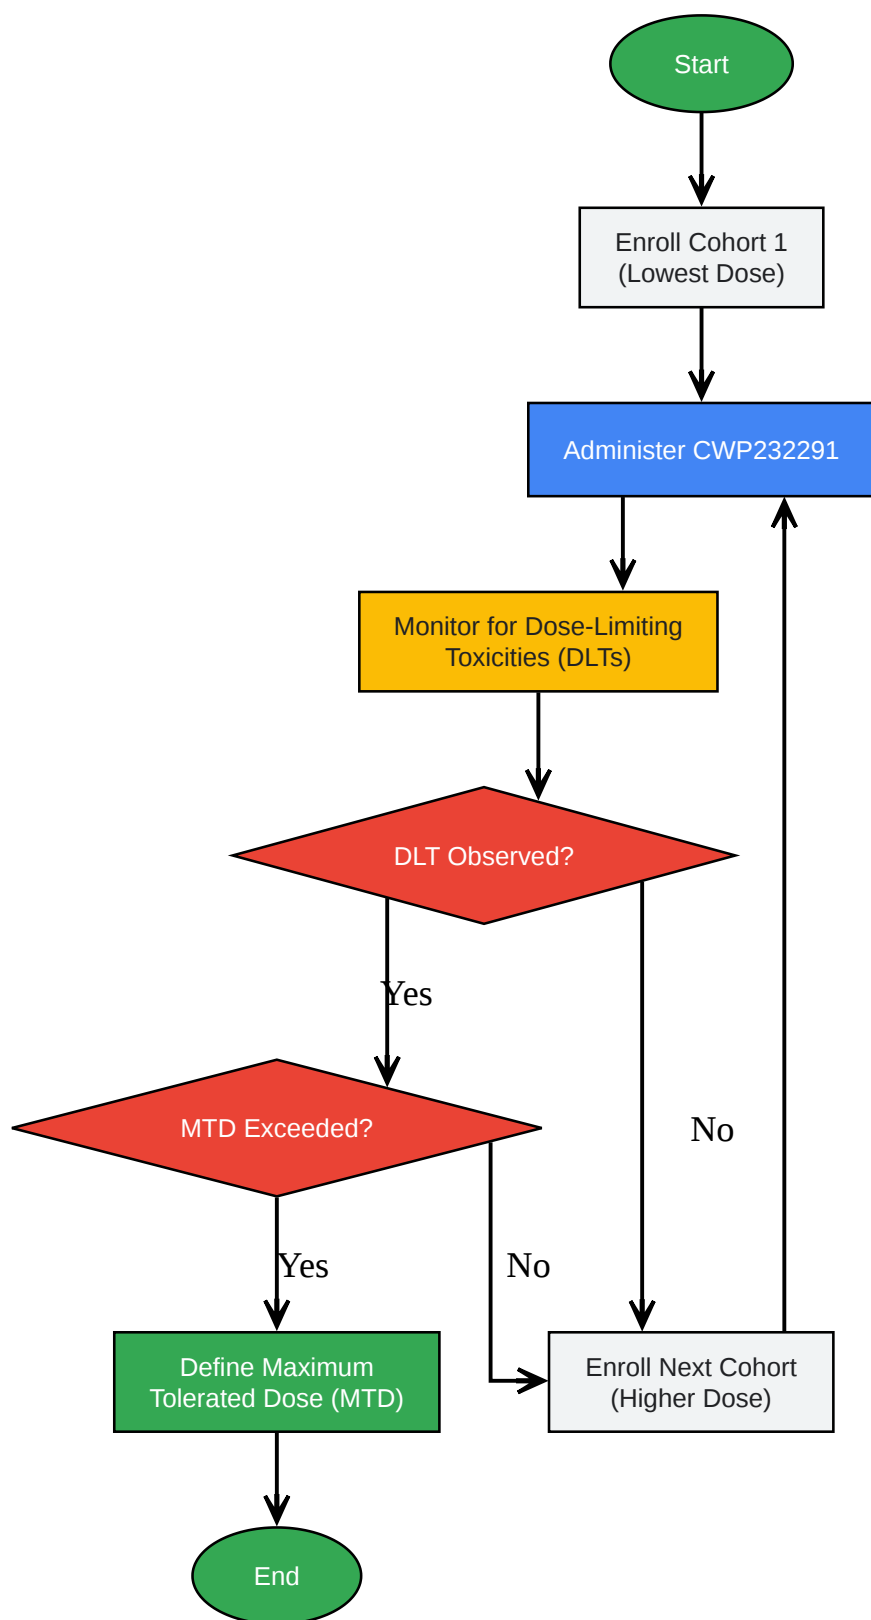 Start
Enroll Cohort 1
(Lowest Dose)
Administer CWP232291
Monitor for Dose-Limiting
Toxicities (DLTs)
DLT Observed?
Yes
MTD Exceeded?
No
Yes
No
Define Maximum
Tolerated Dose (MTD)
Enroll Next Cohort
(Higher Dose)
End